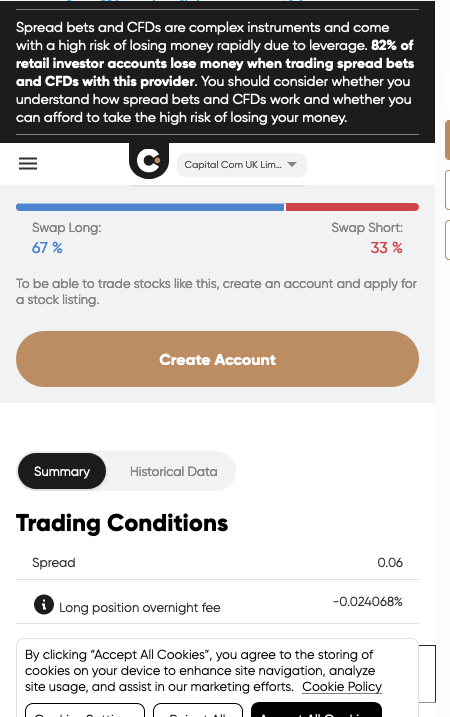 Spread bets and CFDs are complex instruments and come
with a high risk of losing money rapidly due to leverage. 82% of
retail investor accounts lose money when trading spread bets
and CFDs with this provider. You should consider whether you
understand how spread bets and CFDs work and whether you
can afford to take the high risk of losing your money.
Capital Com UK Lim...
Swap Long:
Swap Short:
67 %
33 %
To be able to trade stocks like this, create an account and apply for
a stock listing.
Create Account
Summary
Historical Data
Trading Conditions
Spread
0.06
Long position overnight fee
-0.024068%
By clicking “Accept All Cookies”, you agree to the storing of
cookies on your device to enhance site navigation, analyze
site usage, and assist in our marketing efforts. Cookie Policy